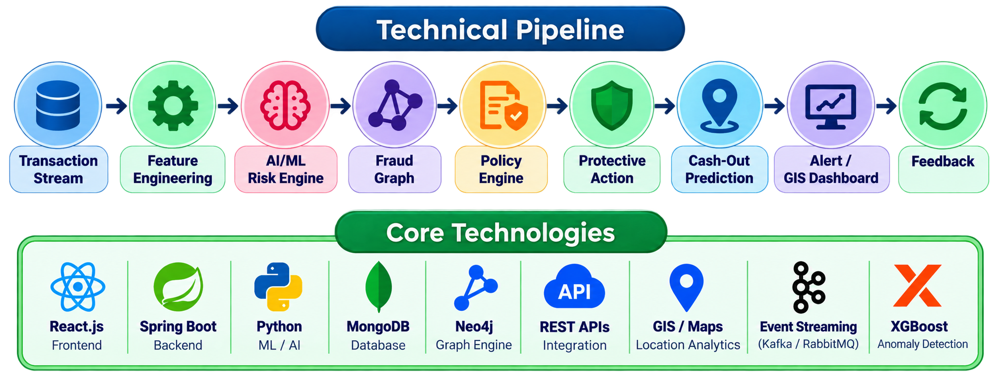 Technical Pipeline
Transaction
Stream
Feature
Engineering
AI/ML
Risk Engine
Fraud
Graph
Policy
Engine
Protective
Action
Cash-Out
Prediction
Alert /
GIS Dashboard
Feedback
Core Technologies
React.js
Frontend
Spring Boot
Backend
Python
ML / AI
MongoDB
Database
Neo4j
Graph Engine
API
REST APIs
Integration
GIS / Maps
Location Analytics
Event Streaming
(Kafka / RabbitMQ)
XGBoost
Anomaly Detection